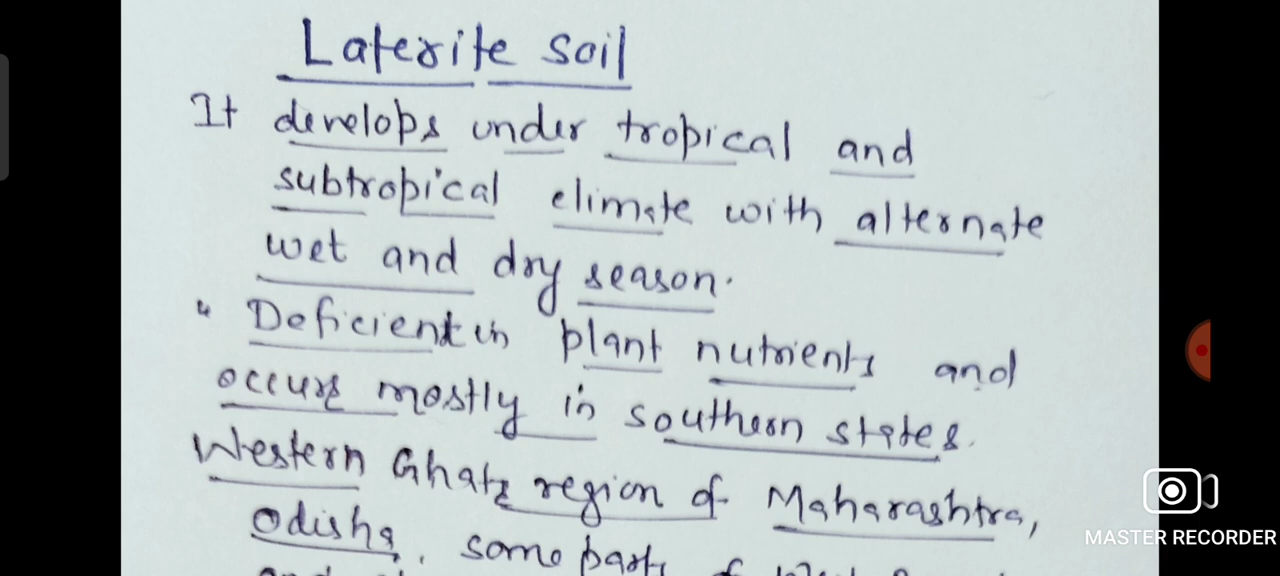 Laterite soil
It develops under tropical and
subtropical climate with alternate
wet and dry season.
" Deficient in plant nutrients and
occurs mostly in southern states.
Western Ghats region of Maharashtra,
odisha, some parts of
MASTER RECORDER